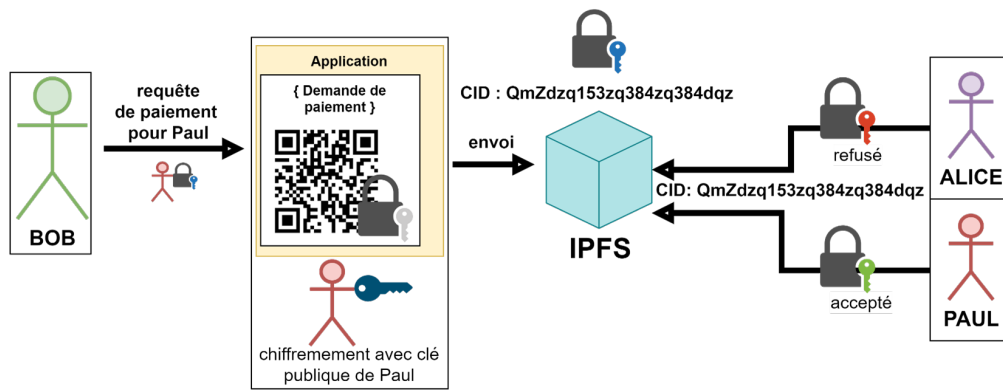 BOB
requête
de paiement
pour Paul
Application
{ Demande de
paiement }
chiffremement avec clé
publique de Paul
envoi
CID : QmZdzq153zq384zq384dqz
IPFS
refusé
CID: QmZdzq153zq384zq384dqz
accepté
ALICE
PAUL